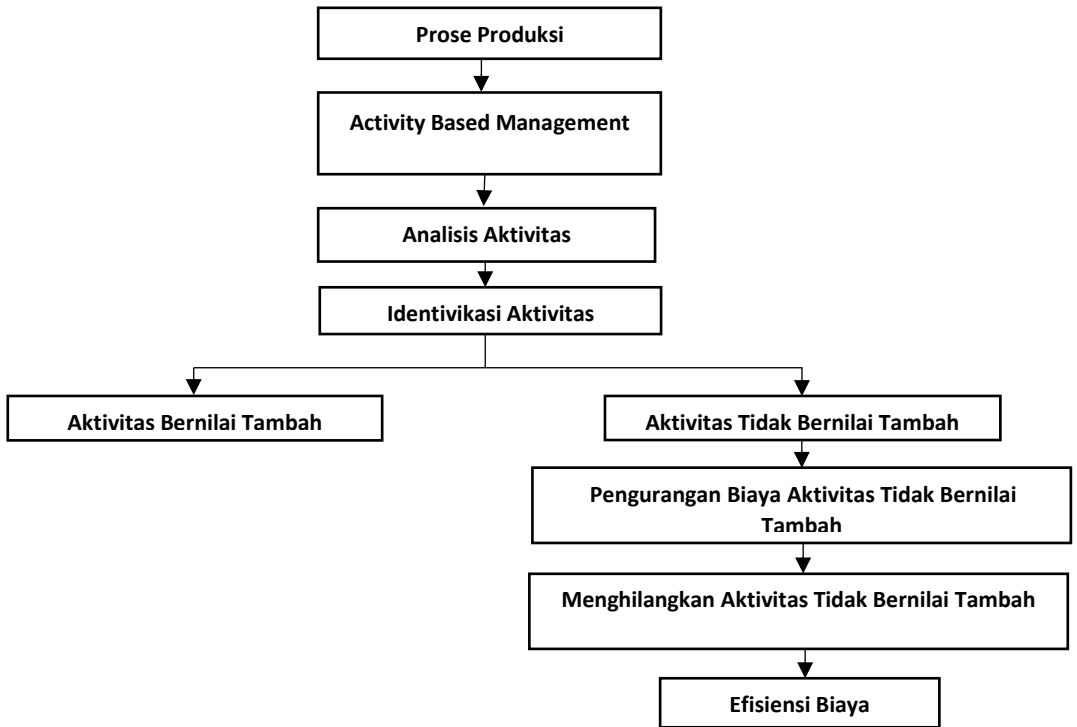 Prose Produksi
Activity Based Management
Analisis Aktivitas
Identivikasi Aktivitas
Aktivitas Bernilai Tambah
Aktivitas Tidak Bernilai Tambah
Pengurangan Biaya Aktivitas Tidak Bernilai
Tambah
Menghilangkan Aktivitas Tidak Bernilai Tambah
Efisiensi Biaya